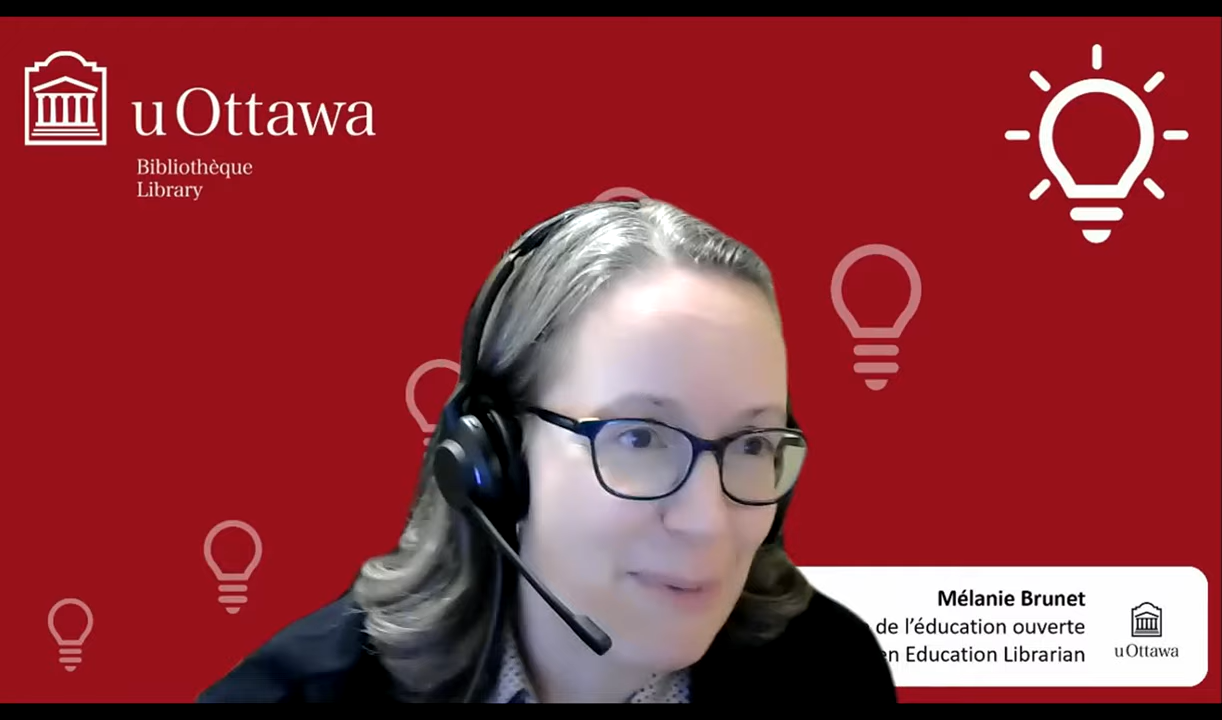 uOttawa
Bibliothèque
Library
Mélanie Brunet
de l'éducation ouverte
en Education Librarian
uOttawa